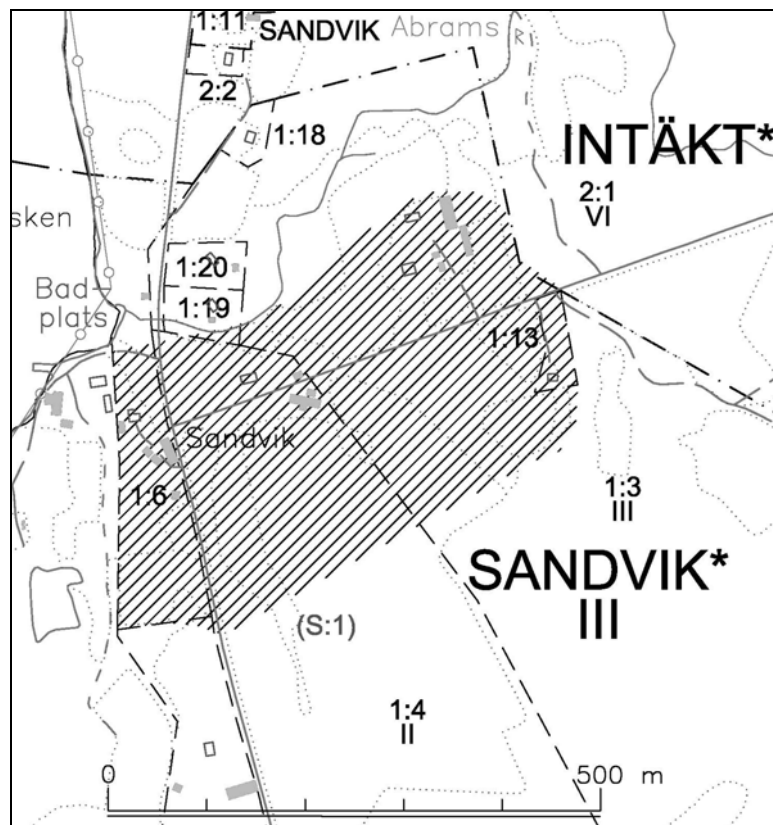 1:11
SANDVIK Abrams
2:2
R
1:18
INTÄKT*
2:1
VI
sken
1:20
Bad
plats
1:19
1:13
Sandvik
1:6
1:3
III
SANDVIK*
III
(S:1)
1:4
II
0 500 m